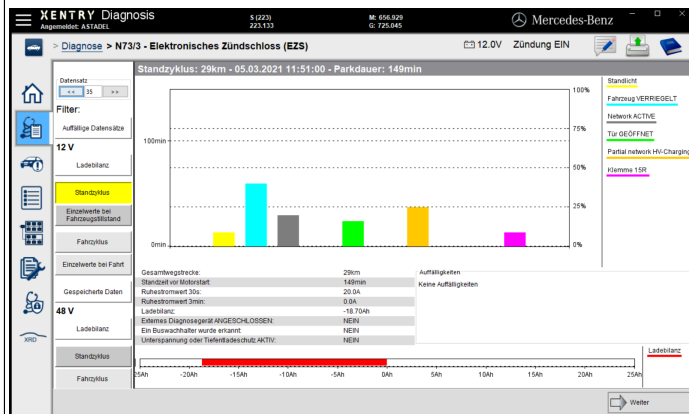 XENTRY Diagnosis
Angemeldet: ASTADEL
S (223)
223.133
M: 656.929
G: 725.045
Mercedes-Benz
> Diagnose > N73/3 - Elektronisches Zündschloss (EZS)
12.0V Zündung EIN
Standzyklus: 29km - 05.03.2021 11:51:00 - Parkdauer: 149min
Datensatz
<< 35 >>
Filter:
Auffällige Datensätze
12 V
Ladebilanz
Standzyklus
Einzelwerte bei
Fahrzeugstillstand
Fahrzyklus
Einzelwerte bei Fahrt
Gespeicherte Daten
48 V
Ladebilanz
Standzyklus
Fahrzyklus
XRD
100min
0min
100%
75%
50%
25%
0%
Standlicht
Fahrzeug VERRIEGELT
Network ACTIVE
Tür GEÖFFNET
Partial network HV-Charging
Klemme 15R
Gesamtwegstrecke: 29km
Standzeit vor Motorstart: 149min
Ruhestromwert 30s: 20.0A
Ruhestromwert 3min: 0.0A
Ladebilanz: -18.70Ah
Externes Diagnosegerät ANGESCHLOSSEN: NEIN
Ein Buswachhalter wurde erkannt: NEIN
Unterspannung oder Tiefentladeschutz AKTIV: NEIN
Auffälligkeiten
Keine Auffälligkeiten
Ladebilanz
25Ah -20Ah -15Ah -10Ah -5Ah 0Ah 5Ah 10Ah 15Ah 20Ah 25Ah
Weiter